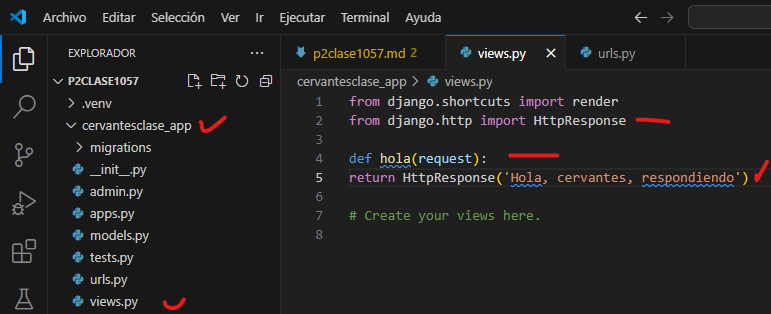 Archivo Editar Selección Ver Ir Ejecutar Terminal Ayuda
EXPLORADOR ...
P2CLASE1057
.venv
cervantesclase_app
migrations
__init__.py
admin.py
apps.py
models.py
tests.py
urls.py
views.py
p2clase1057.md 2
views.py
urls.py
cervantesclase_app > views.py
1 from django.shortcuts import render
2 from django.http import HttpResponse
3
4 def hola(request):
5 return HttpResponse('Hola, cervantes, respondiendo')
6
7 # Create your views here.
8